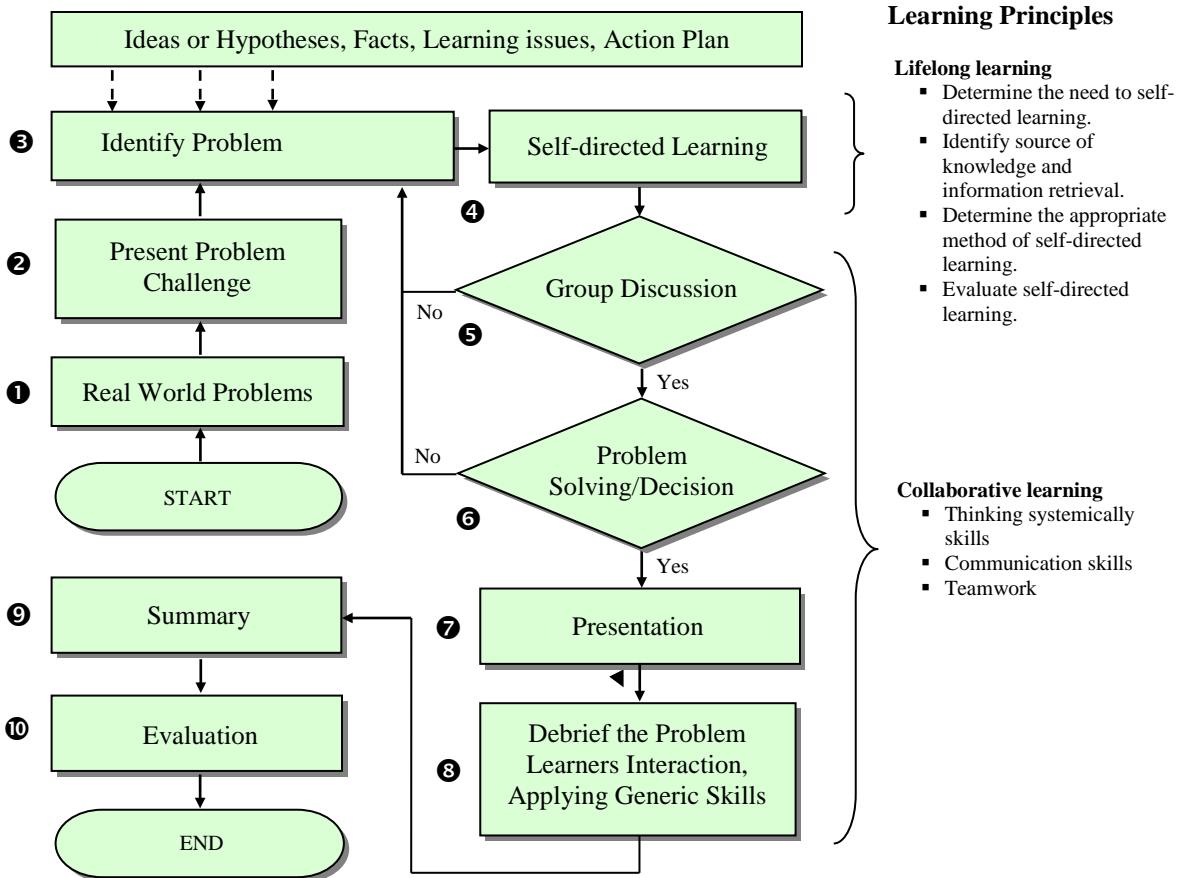 Learning Principles
Ideas or Hypotheses, Facts, Learning issues, Action Plan
❸
Identify Problem
Self-directed Learning
❹
❷
Present Problem
Challenge
Group Discussion
No
❺
Yes
❶
Real World Problems
No
Problem
Solving/Decision
❻
START
Yes
❾
Summary
❼
Presentation
❿
Evaluation
❽
Debrief the Problem
Learners Interaction,
Applying Generic Skills
END
Lifelong learning
▪ Determine the need to self-
directed learning.
▪ Identify source of
knowledge and
information retrieval.
▪ Determine the appropriate
method of self-directed
learning.
▪ Evaluate self-directed
learning.
Collaborative learning
▪ Thinking systemically
skills
▪ Communication skills
▪ Teamwork